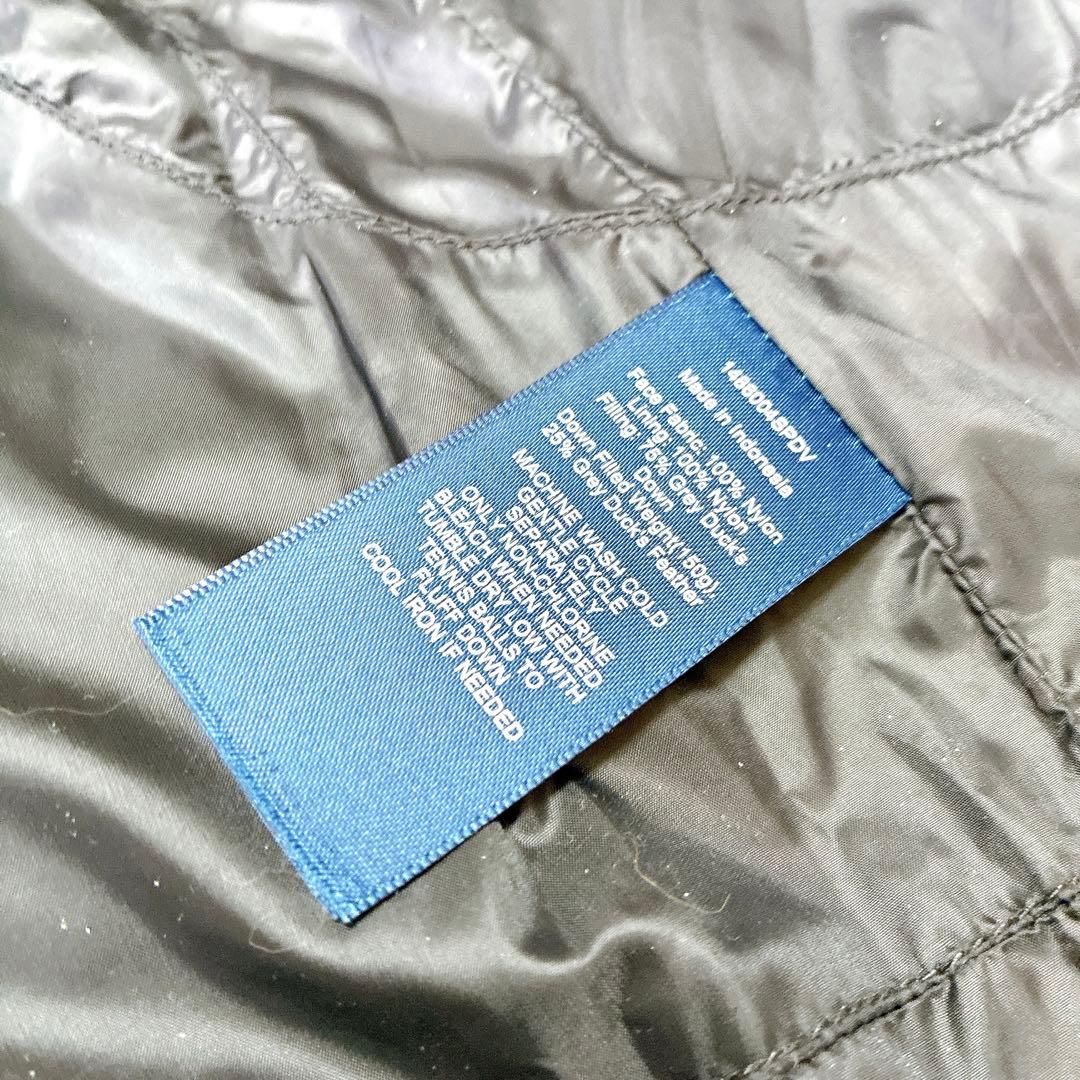 1486004SPDV
Made in Indonesia
Face Fabric: 100% Nylon
Lining: 100% Nylon
Filling: 75% Grey Duck's
Down
Down Filled Weight(150g),
25% Grey Duck's Feather
MACHINE WASH COLD
GENTLE CYCLE
SEPARATELY
ONLY NON-CHLORINE
BLEACH WHEN NEEDED
TUMBLE DRY LOW WITH
TENNIS BALLS TO
FLUFF DOWN
COOL IRON IF NEEDED